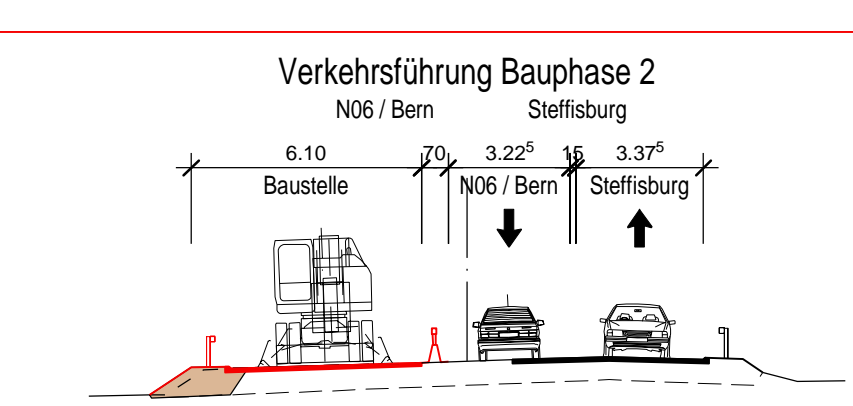 Verkehrsführung Bauphase 2
N06 / Bern Steffisburg
6.10 70 3.22⁵ 15 3.37⁵
Baustelle N06 / Bern Steffisburg